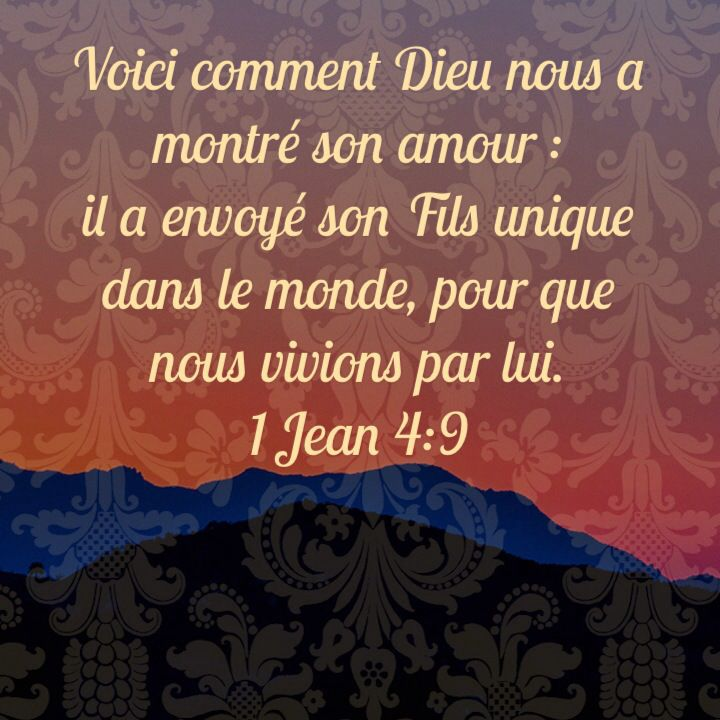 Voici comment Dieu nous a
montré son amour :
il a envoyé son Fils unique
dans le monde, pour que
nous vivions par lui.
1 Jean 4:9